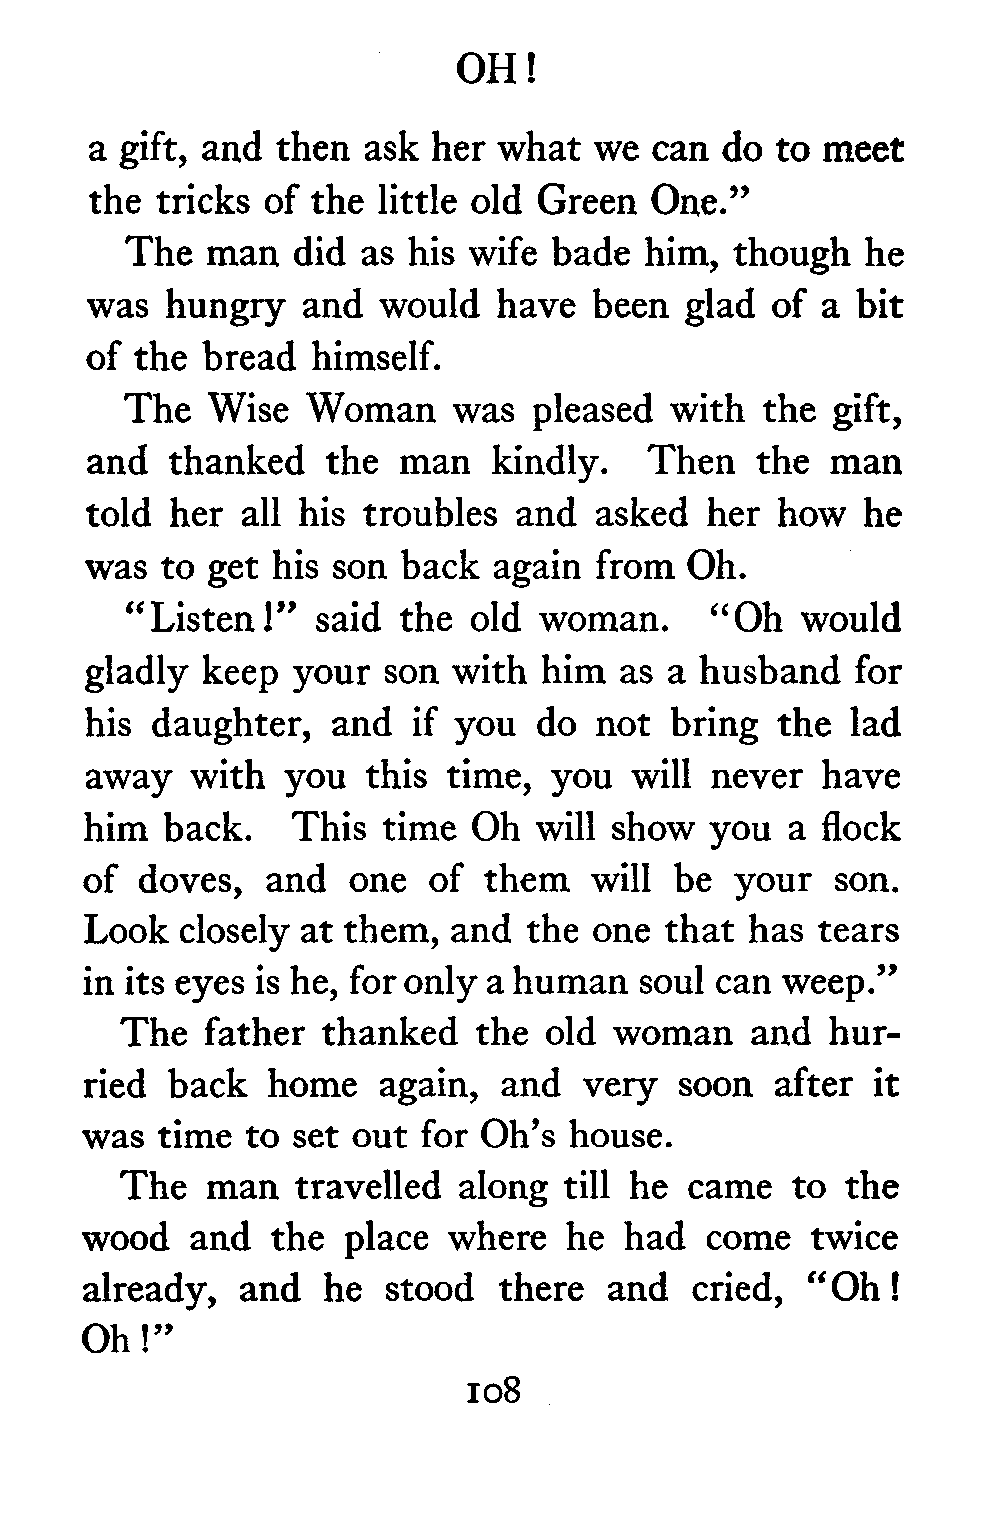 OH!
a gift, and then ask her what we can do to meet
the tricks of the little old Green One.”
The man did as his wife bade him, though he
was hungry and would have been glad of a bit
of the bread himself.
The Wise Woman was pleased with the gift,
and thanked the man kindly. Then the man
told her all his troubles and asked her how he
was to get his son back again from Oh.
“Listen!” said the old woman. “Oh would
gladly keep your son with him as a husband for
his daughter, and if you do not bring the lad
away with you this time, you will never have
him back. This time Oh will show you a flock
of doves, and one of them will be your son.
Look closely at them, and the one that has tears
in its eyes is he, for only a human soul can weep.”
The father thanked the old woman and hur-
ried back home again, and very soon after it
was time to set out for Oh’s house.
The man travelled along till he came to the
wood and the place where he had come twice
already, and he stood there and cried, “Oh!
Oh!”
108